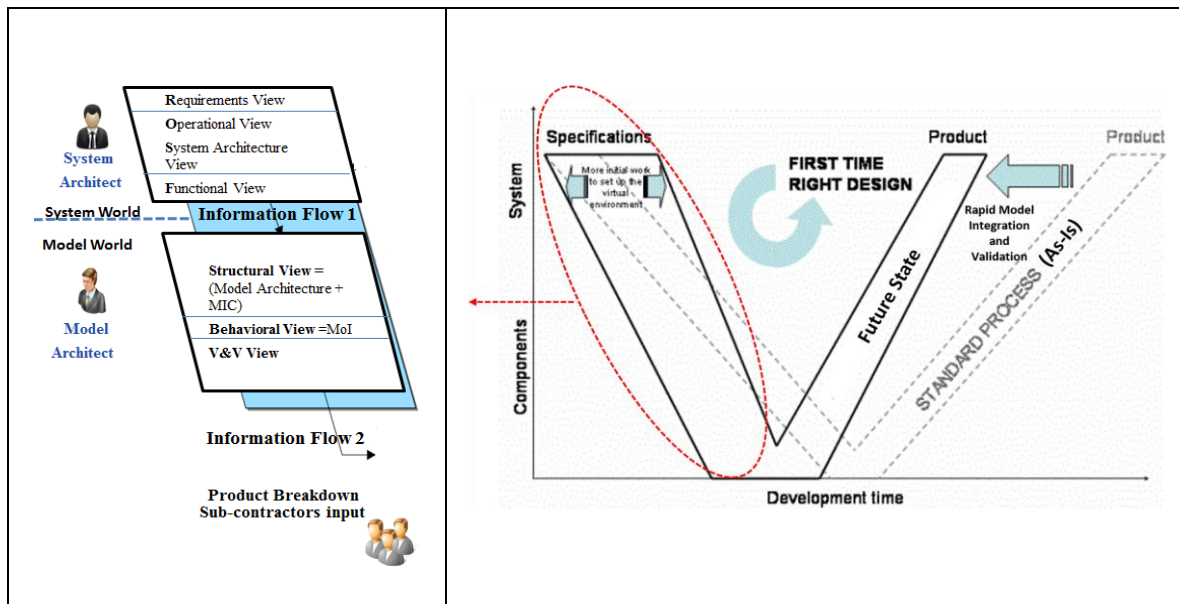 Requirements View
Operational View
System Architecture
View
Functional View
System
Architect
System World
Information Flow 1
Model World
Structural View =
(Model Architecture +
MIC)
Behavioral View =MoI
V&V View
Model
Architect
Information Flow 2
Product Breakdown
Sub-contractors input
Specifications
Product
Product
More initial work
to set up the
virtual
environment
FIRST TIME
RIGHT DESIGN
Rapid Model
Integration
and
Validation
System
Components
Future State
STANDARD PROCESS (As-Is)
Development time